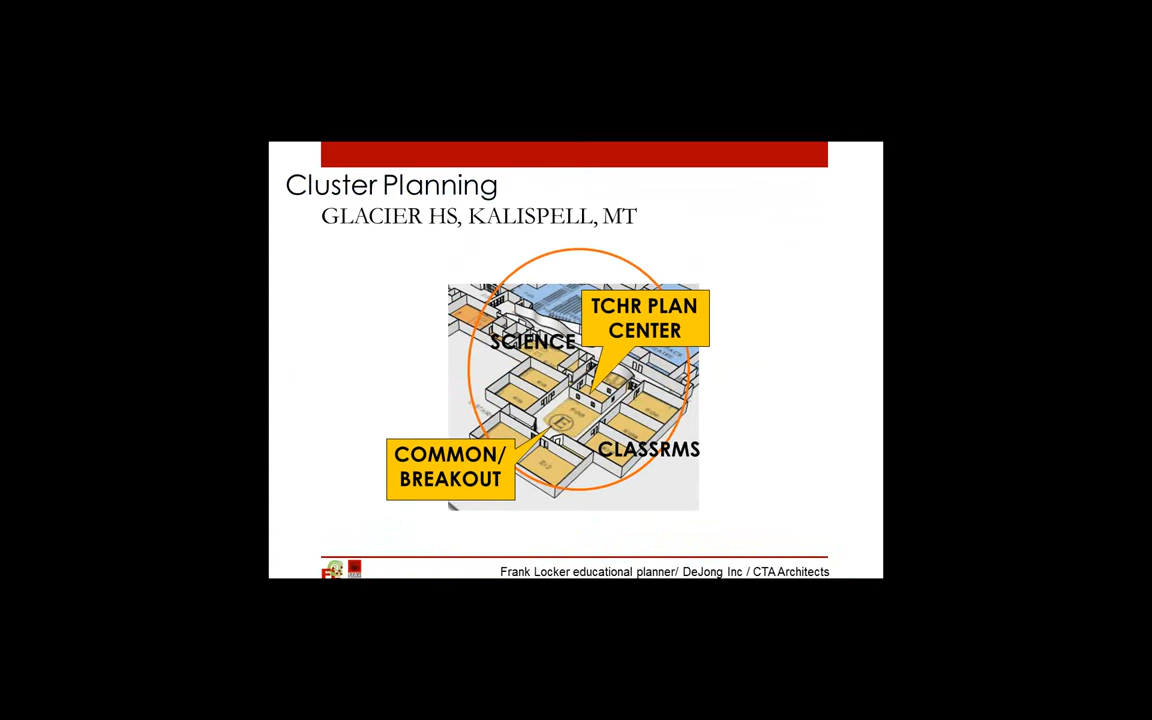 Cluster Planning
GLACIER HS, KALISPELL, MT
TCHR PLAN
CENTER
SCIENCE
COMMON/
BREAKOUT
CLASSRMS
E
Frank Locker educational planner/ DeJong Inc / CTA Architects